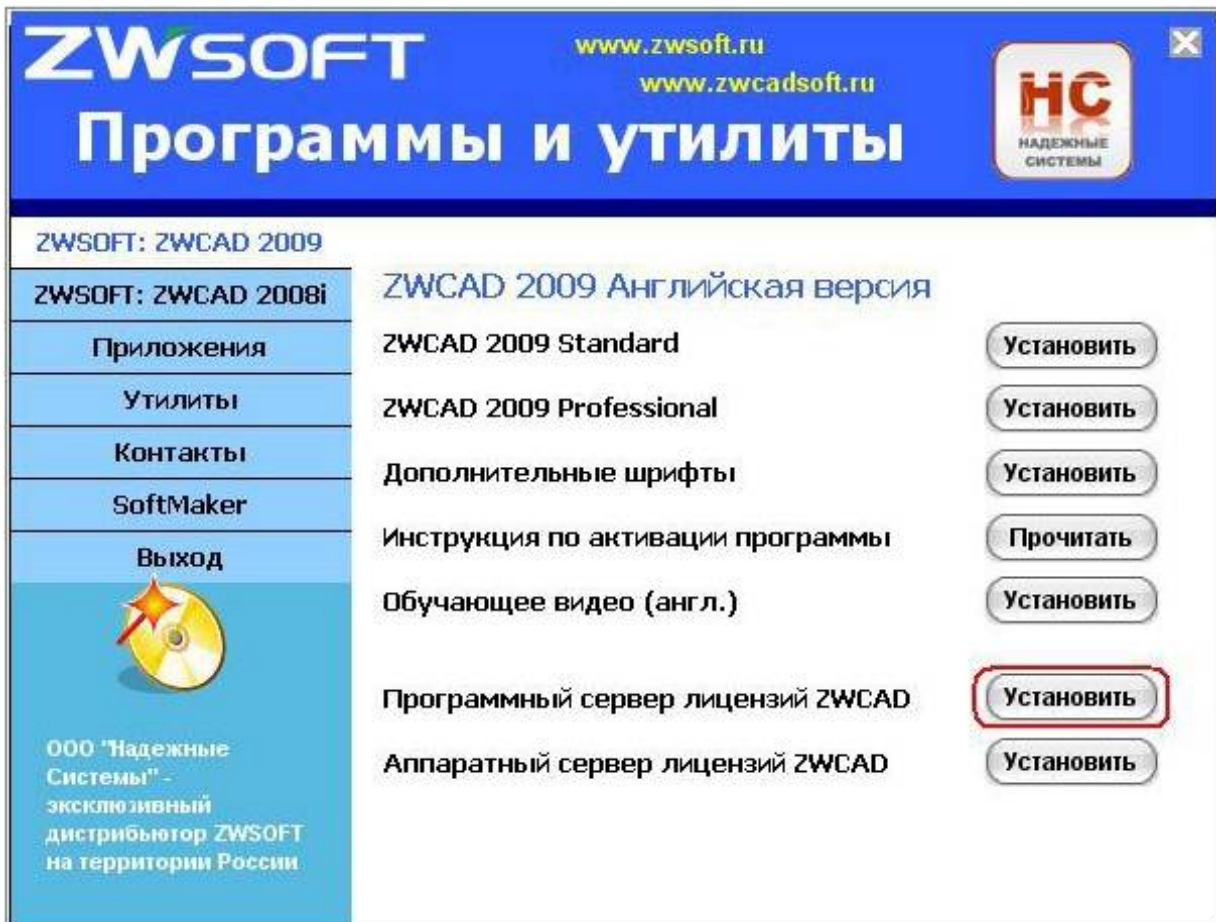 ZWSOFT
www.zwsoft.ru
www.zwcadsoft.ru
Программы и утилиты
НС
НАДЕЖНЫЕ
СИСТЕМЫ
ZWSOFT: ZWCAD 2009
ZWSOFT: ZWCAD 2008i
Приложения
Утилиты
Контакты
SoftMaker
Выход
ООО "Надежные
Системы" -
эксклюзивный
дистрибьютор ZWSOFT
на территории России
ZWCAD 2009 Английская версия
ZWCAD 2009 Standard Установить
ZWCAD 2009 Professional Установить
Дополнительные шрифты Установить
Инструкция по активации программы Прочитать
Обучающее видео (англ.) Установить
Программный сервер лицензий ZWCAD Установить
Аппаратный сервер лицензий ZWCAD Установить